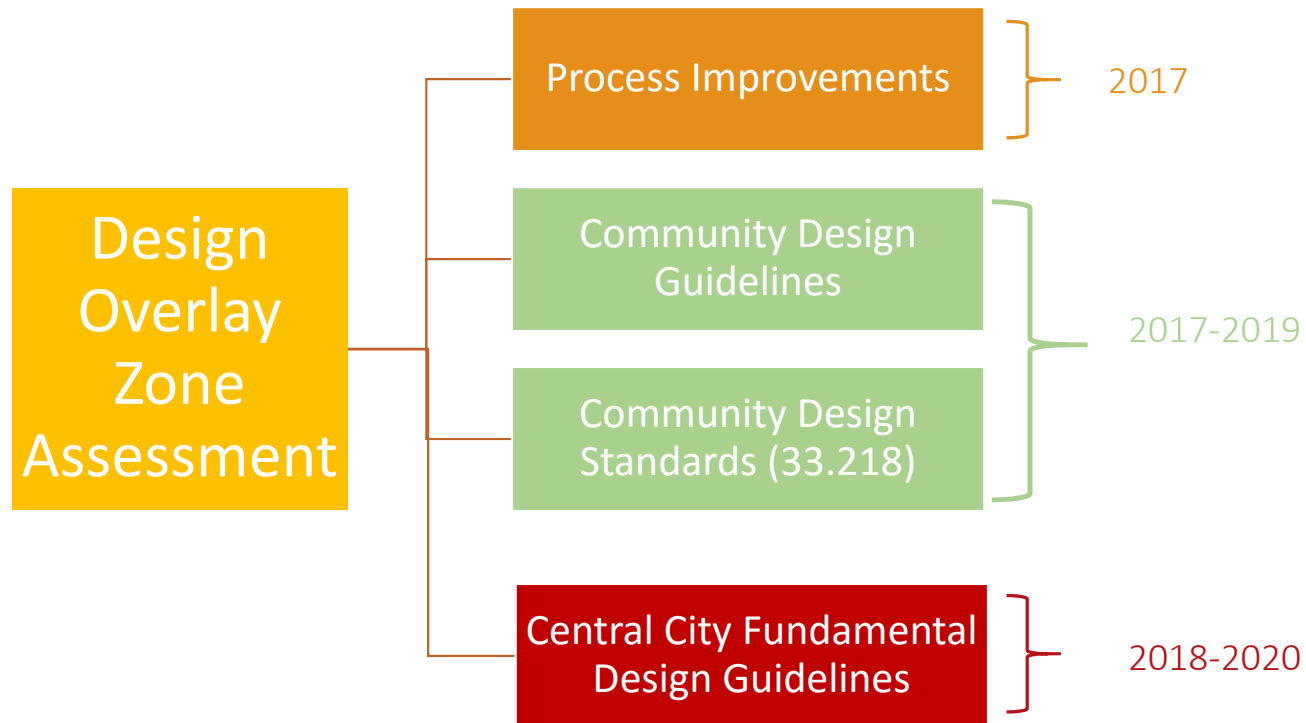 Process Improvements
2017
Design
Overlay
Zone
Assessment
Community Design
Guidelines
Community Design
Standards (33.218)
2017-2019
Central City Fundamental
Design Guidelines
2018-2020